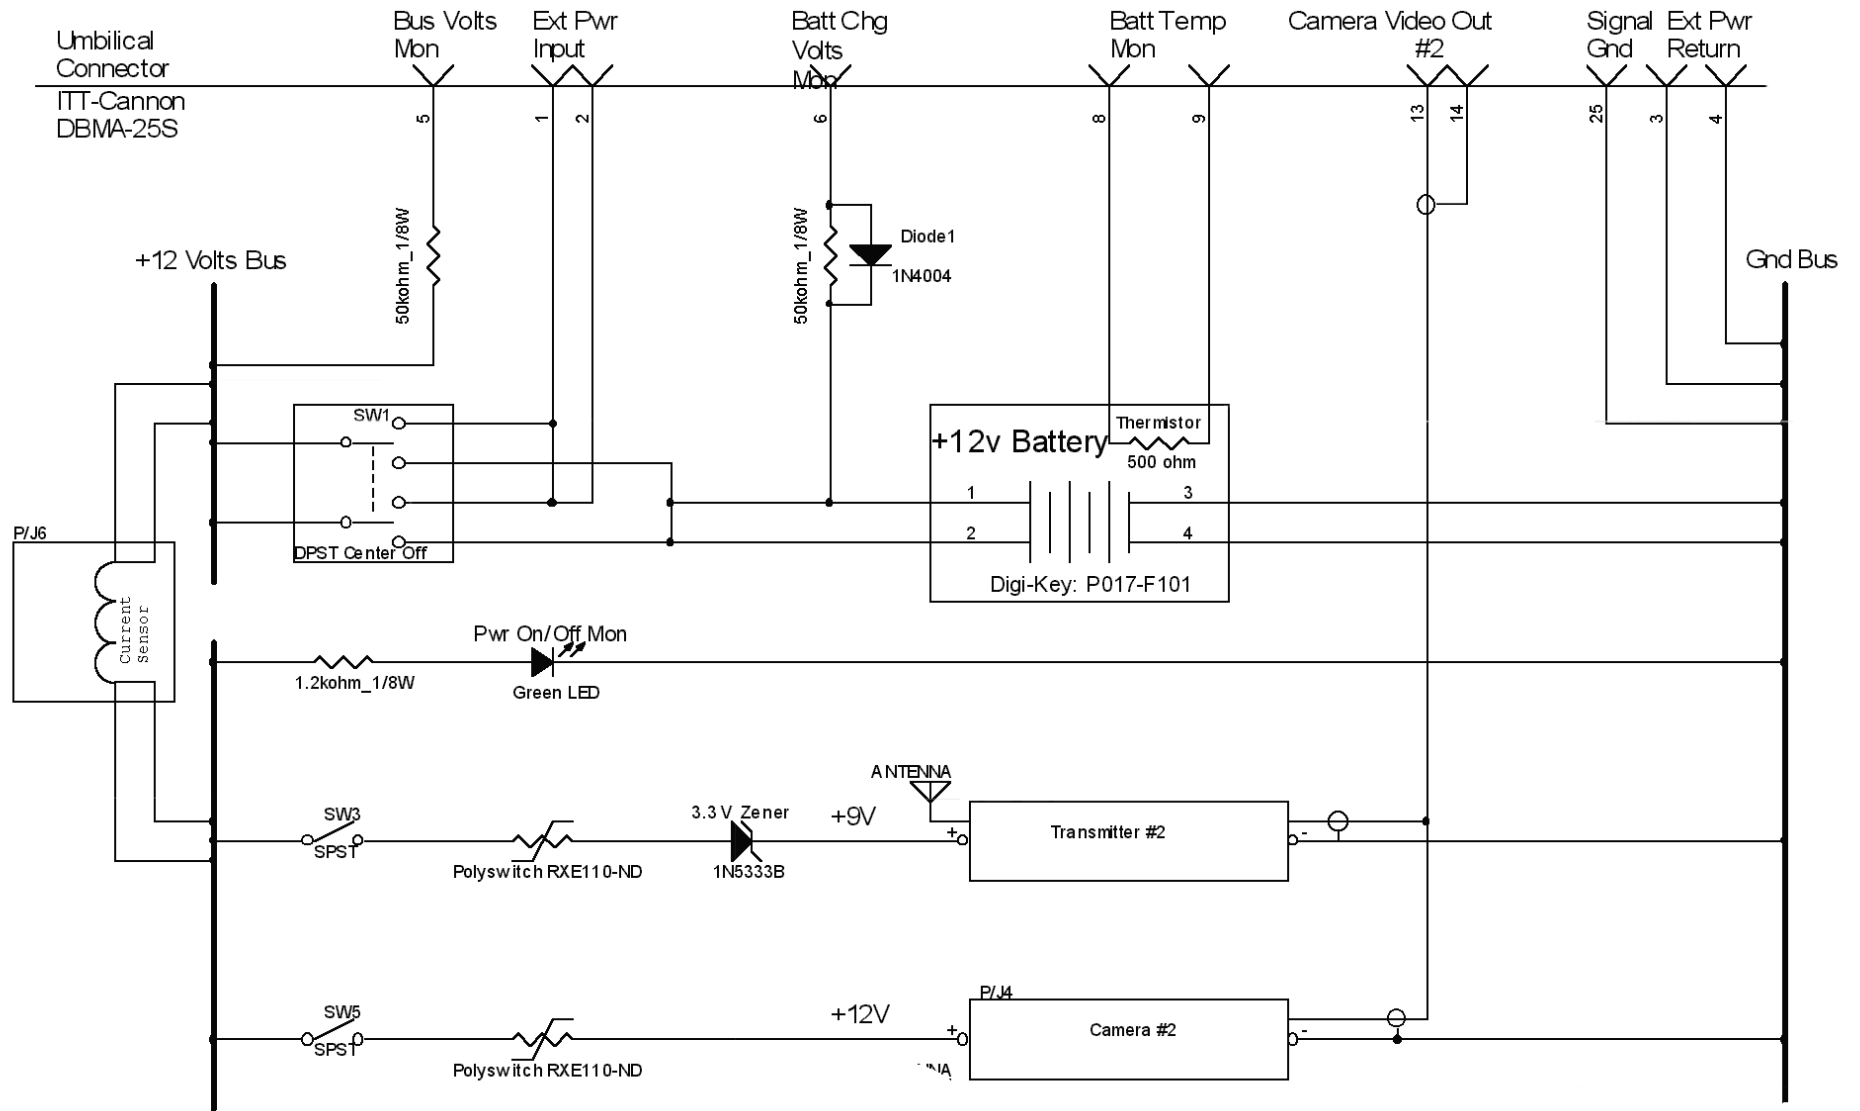 Umbilical
Connector
ITT-Cannon
DBMA-25S
Bus Volts
Mon
Ext Pwr
Input
Batt Chg
Volts
Mon
Batt Temp
Mon
Camera Video Out
#2
Signal
Gnd
Ext Pwr
Return
5
1
2
6
8
9
13
14
25
3
4
+12 Volts Bus
50kohm_1/8W
50kohm_1/8W
Diode1
1N4004
Gnd Bus
SW1
DPST Center Off
+12v Battery
Thermistor
500 ohm
1
2
3
4
Digi-Key: P017-F101
P/J6
Current
Sensor
Pwr On/Off Mon
1.2kohm_1/8W
Green LED
SW3
SPST
Polyswitch RXE110-ND
3.3 V Zener
1N5333B
+9V
ANTENNA
+
Transmitter #2
-
SW5
SPST
Polyswitch RXE110-ND
+12V
P/J4
+
Camera #2
-